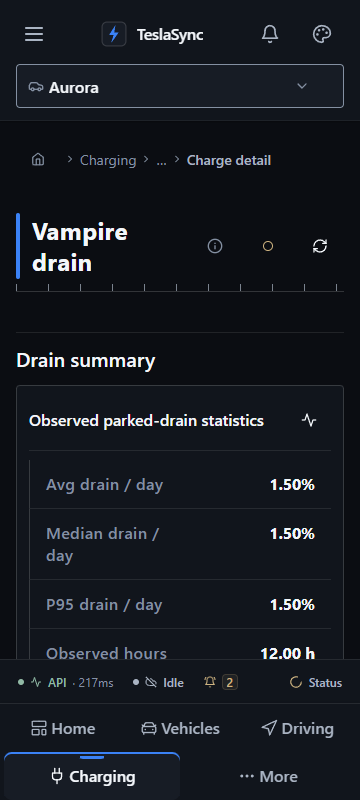 TeslaSync
Aurora
Charging ... Charge detail
Vampire
drain
Drain summary
Observed parked-drain statistics
Avg drain / day 1.50%
Median drain /
day 1.50%
P95 drain / day 1.50%
Observed hours 12.00 h
API · 217ms Idle 2 Status
Home Vehicles Driving
Charging ··· More